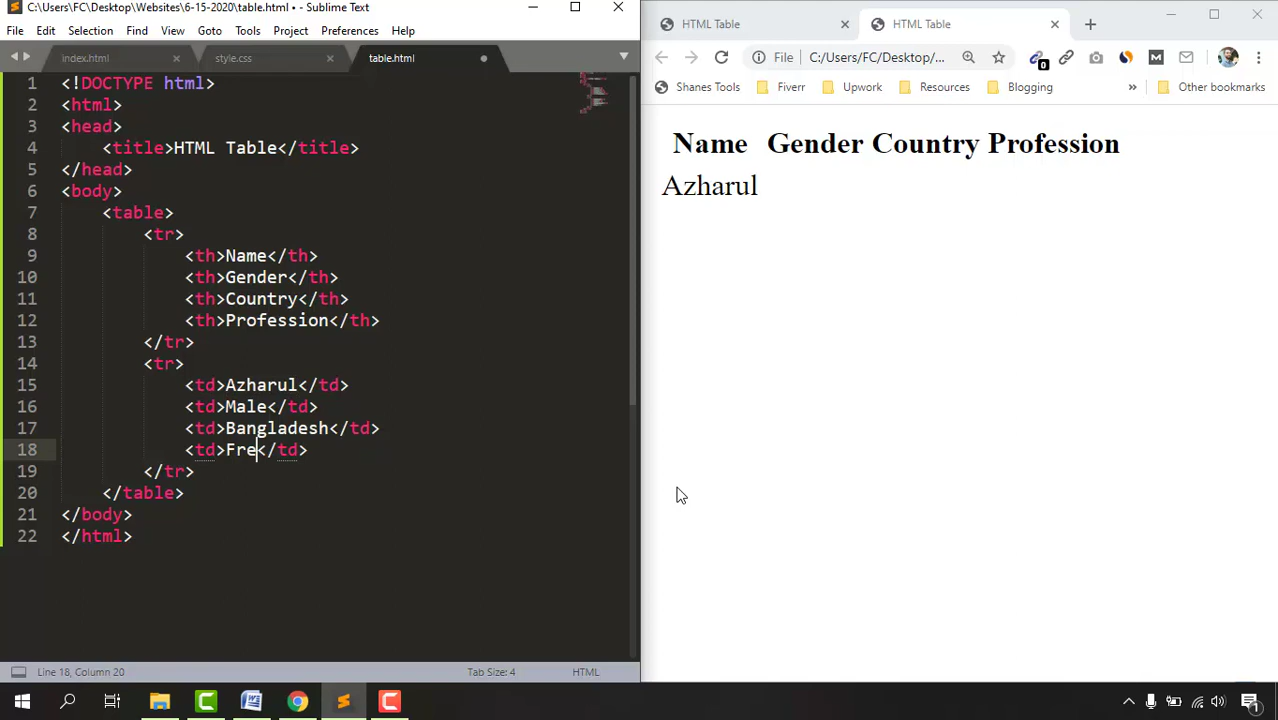 C:\Users\FC\Desktop\Websites\6-15-2020\table.html • - Sublime Text
File Edit Selection Find View Goto Tools Project Preferences Help
index.html style.css table.html
1 <!DOCTYPE html>
2 <html>
3 <head>
4 <title>HTML Table</title>
5 </head>
6 <body>
7 <table>
8 <tr>
9 <th>Name</th>
10 <th>Gender</th>
11 <th>Country</th>
12 <th>Profession</th>
13 </tr>
14 <tr>
15 <td>Azharul</td>
16 <td>Male</td>
17 <td>Bangladesh</td>
18 <td>Fre</td>
19 </tr>
20 </table>
21 </body>
22 </html>
Line 18, Column 20 Tab Size: 4 HTML
HTML Table HTML Table
File C:/Users/FC/Desktop/... 0 M
Shanes Tools Fiverr Upwork Resources Blogging » Other bookmarks
Name Gender Country Profession
Azharul
1